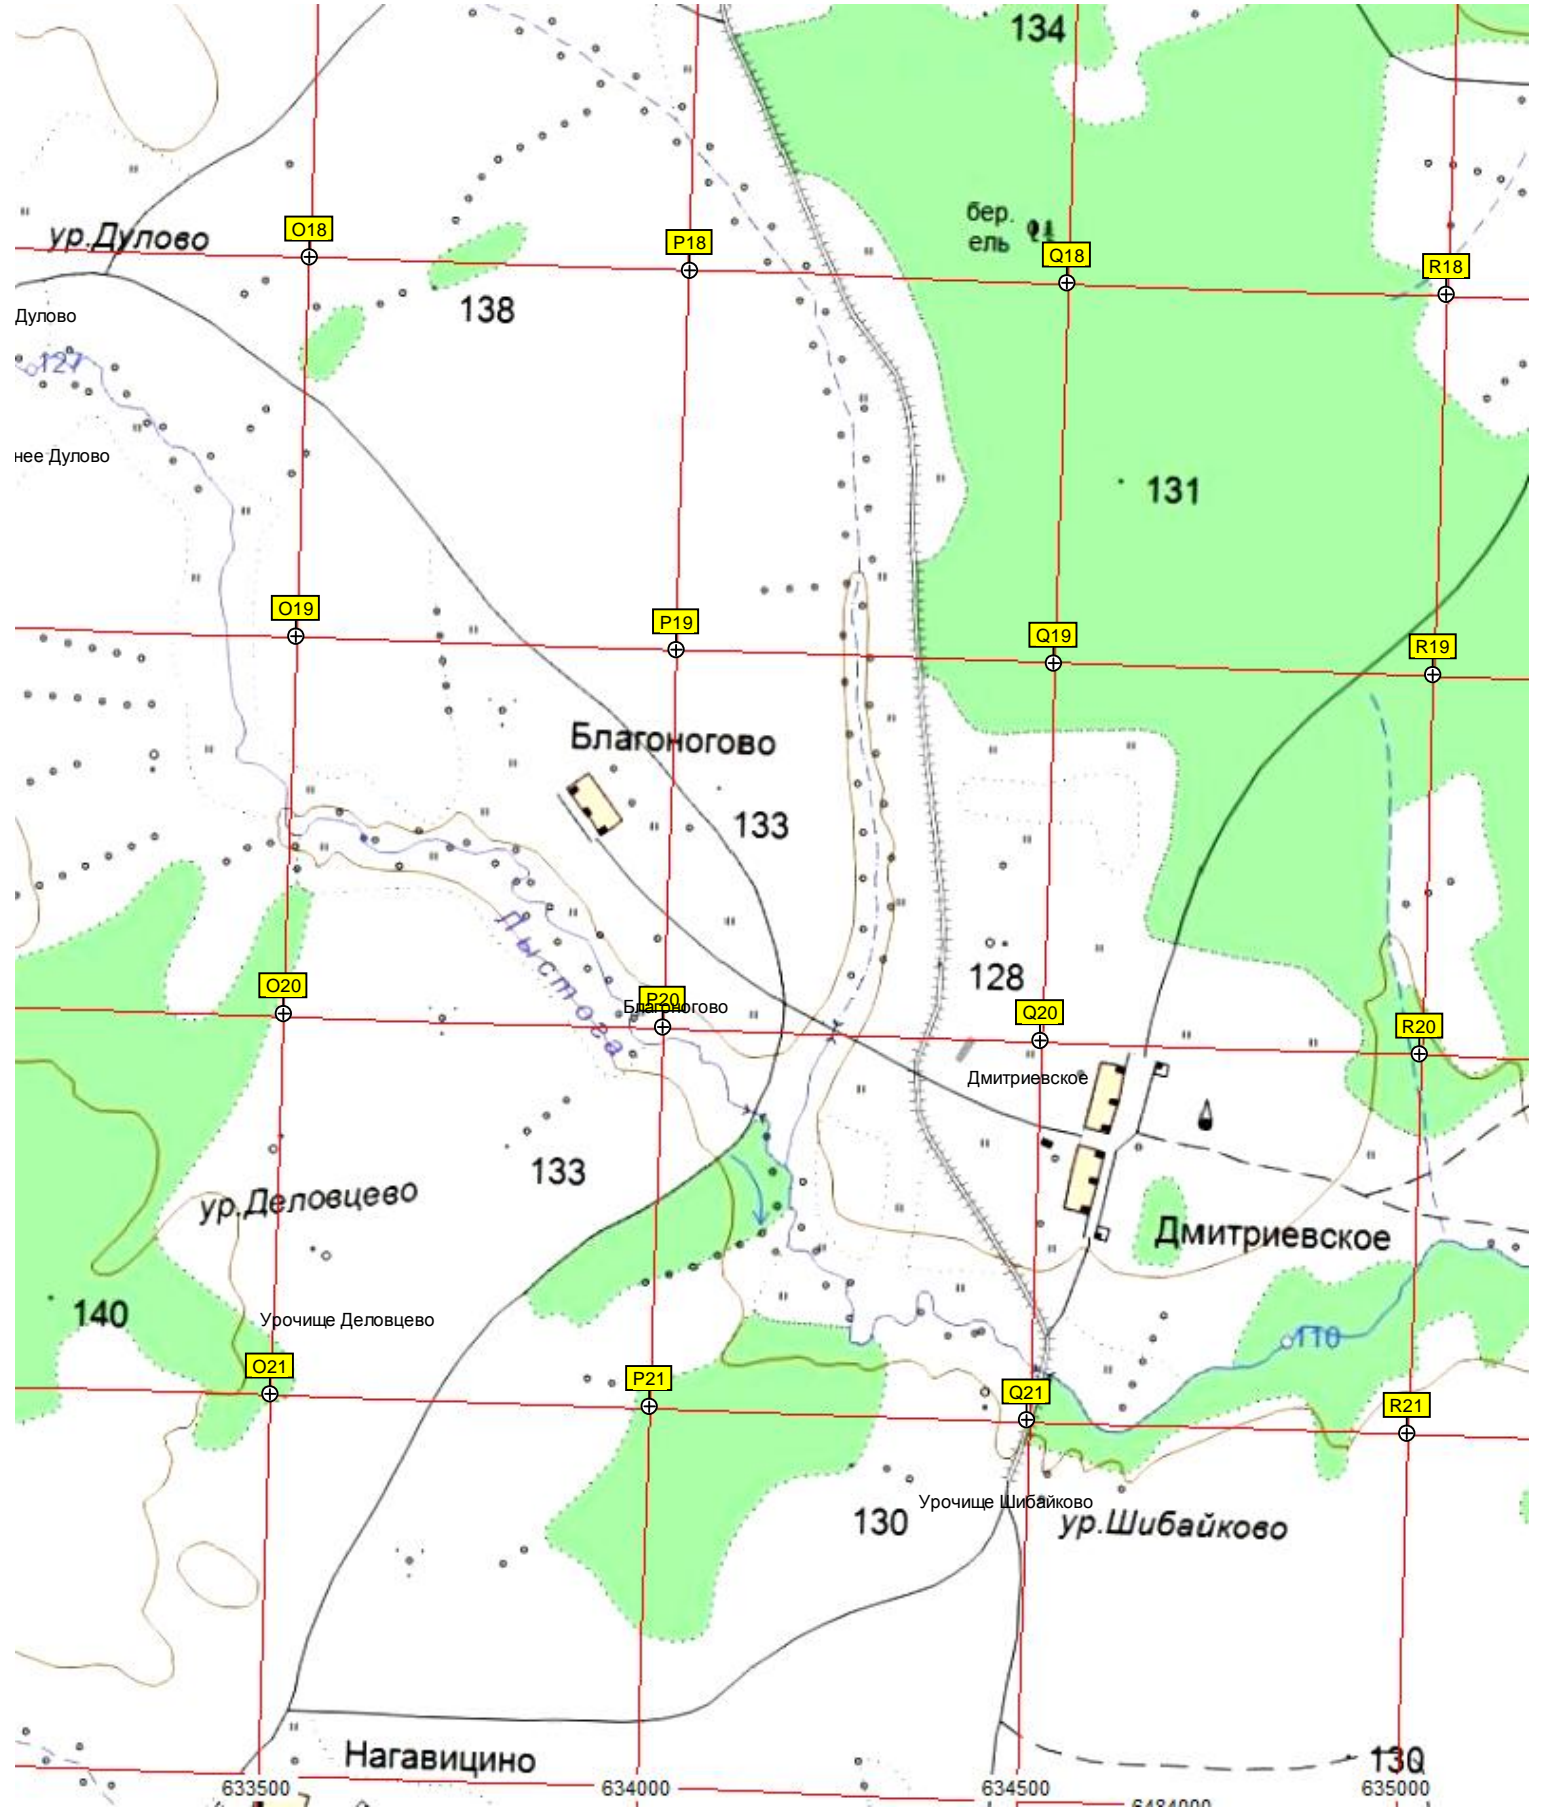 134
бер.
ель
O18
ур.Дулово
P18
Q18
R18
138
Дулово
127
нее Дулово
131
O19
P19
Q19
R19
Благоногово
133
Пыстога
128
O20
P20
Благоногово
Q20
R20
Дмитриевское
133
ур.Деловцево
Дмитриевское
140
Урочище Деловцево
110
O21
P21
Q21
R21
130
Урочище Шибайково
ур.Шибайково
Нагавицино
130
633500
634000
634500
635000
6484000